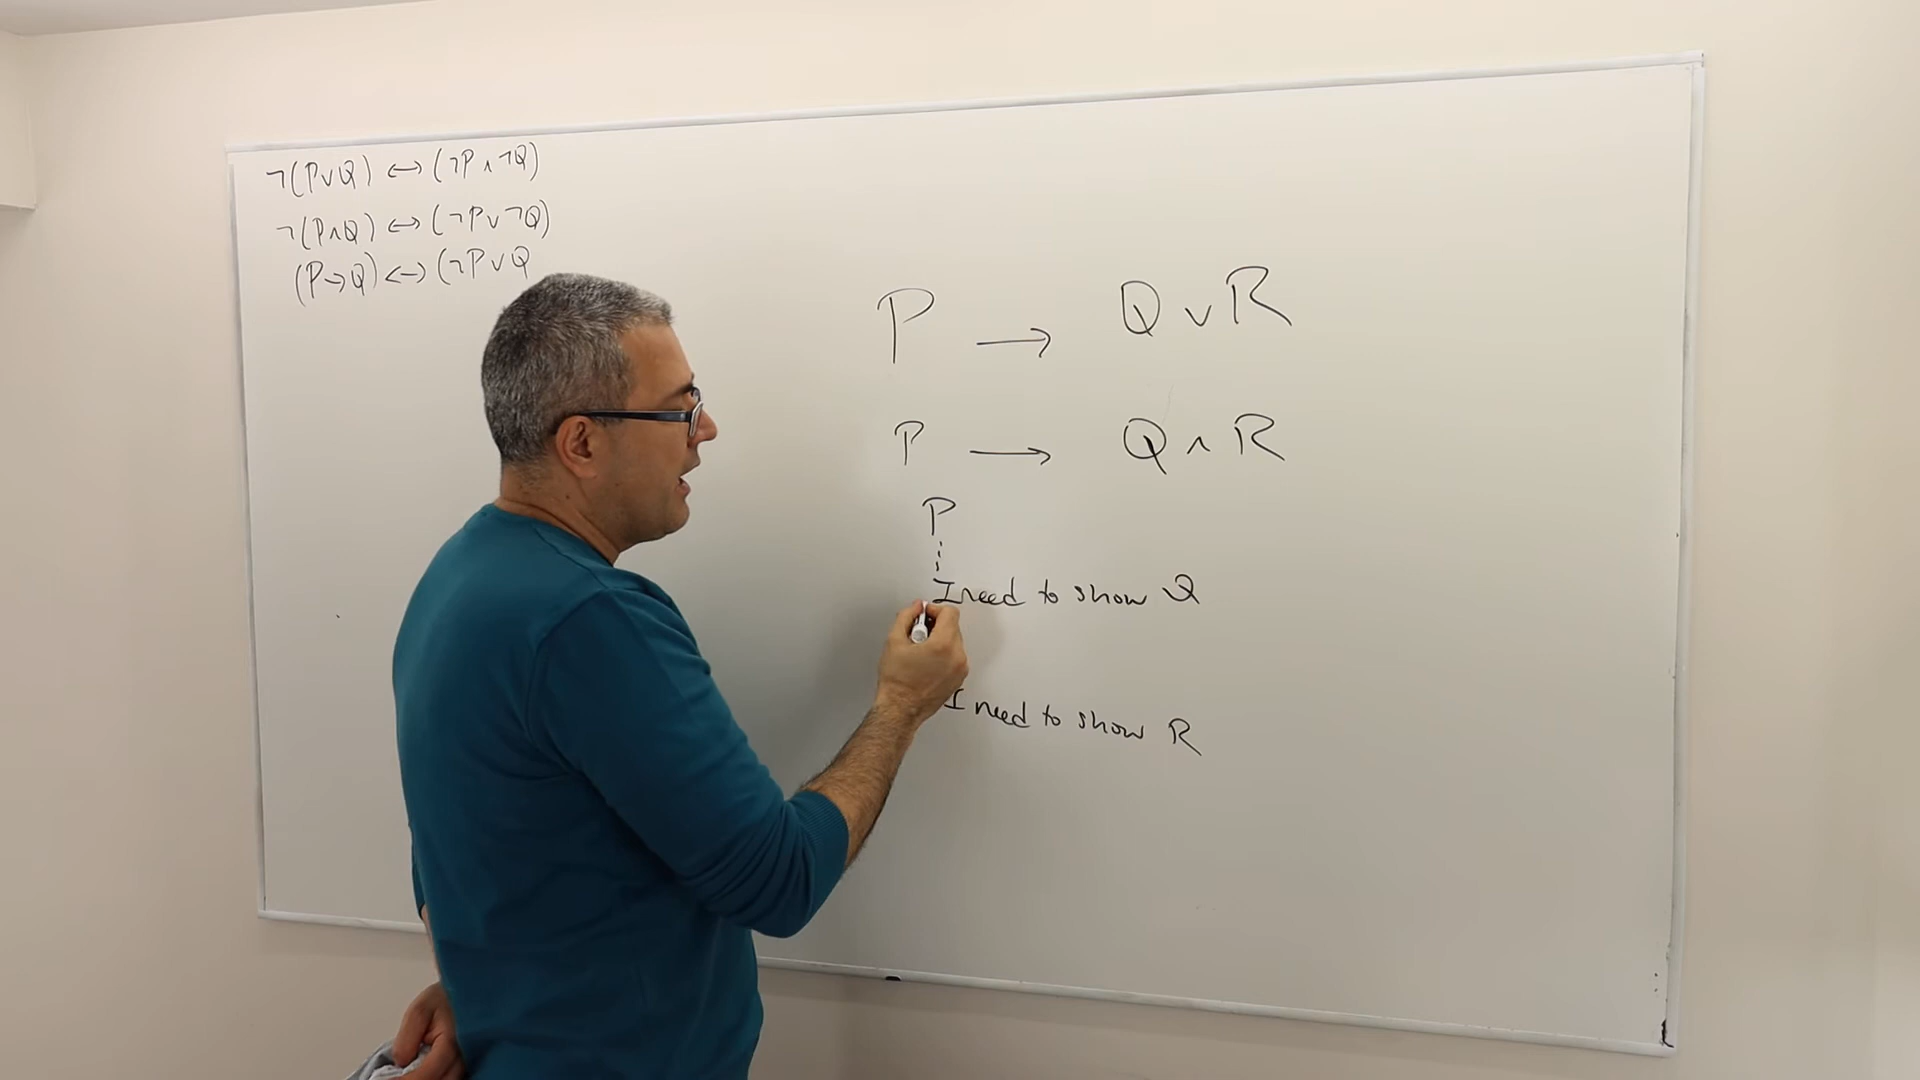 ¬(P∨Q) ↔ (¬P∧¬Q)
¬(P∧Q) ↔ (¬P∨¬Q)
(P→Q) ↔ (¬P∨Q
P → Q∨R
P → Q∧R
P
I need to show Q
I need to show R